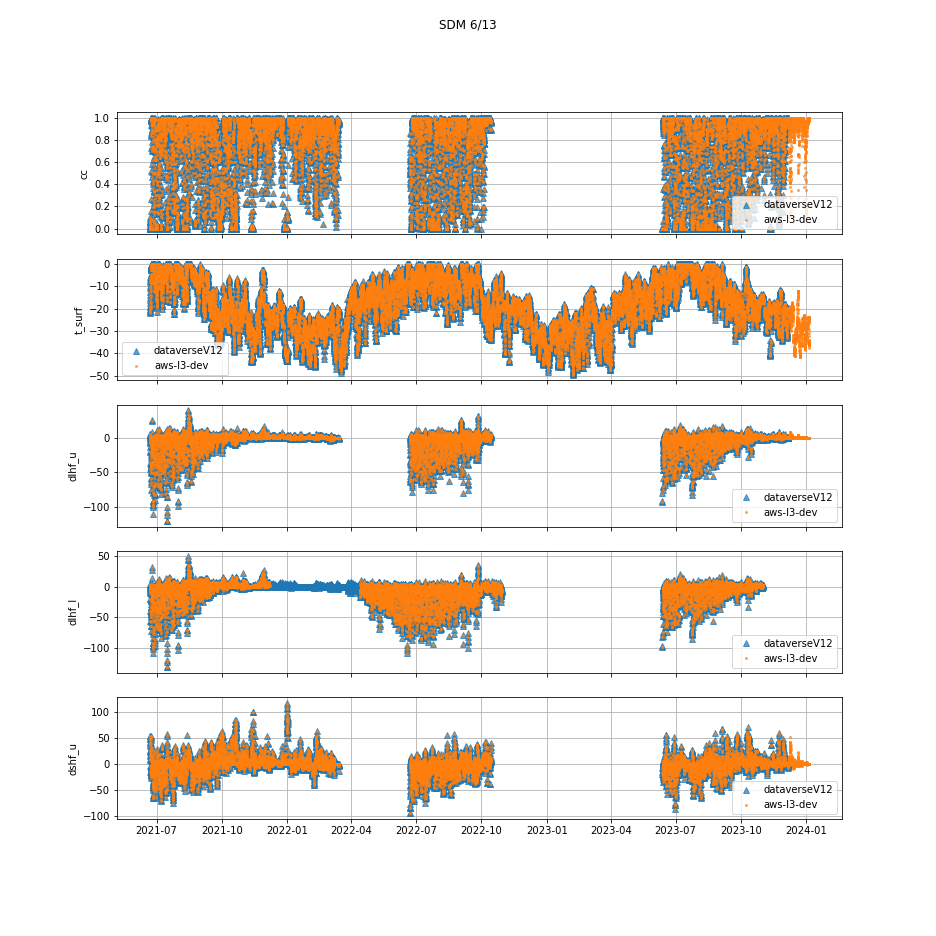 SDM 6/13
1.0
0.8
0.6
0.4
0.2
0.0
cc
dataverseV12
aws-l3-dev
0
−10
−20
−30
−40
−50
t_surf
dataverseV12
aws-l3-dev
0
−50
−100
dlhf_u
dataverseV12
aws-l3-dev
50
0
−50
−100
dlhf_l
dataverseV12
aws-l3-dev
100
50
0
−50
−100
dshf_u
dataverseV12
aws-l3-dev
2021-07 2021-10 2022-01 2022-04 2022-07 2022-10 2023-01 2023-04 2023-07 2023-10 2024-01